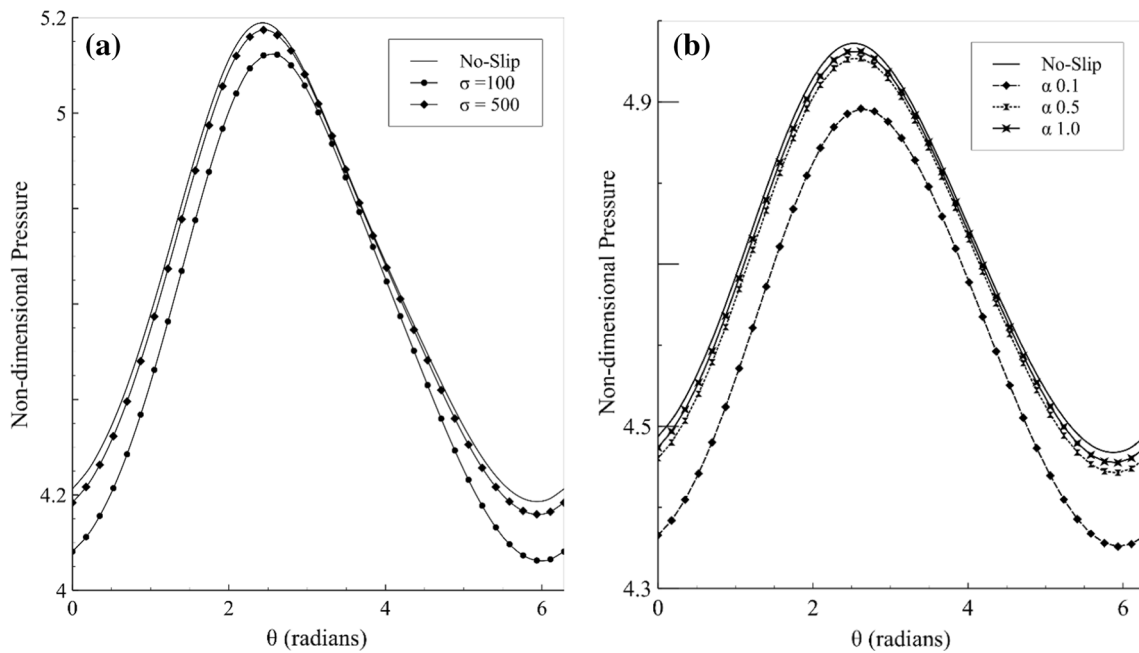 (a)
5.2
5
4.2
4
Non-dimensional Pressure
No-Slip
σ =100
σ = 500
0
2
4
6
θ (radians)
(b)
4.9
4.5
4.3
Non-dimensional Pressure
No-Slip
α 0.1
α 0.5
α 1.0
0
2
4
6
θ (radians)